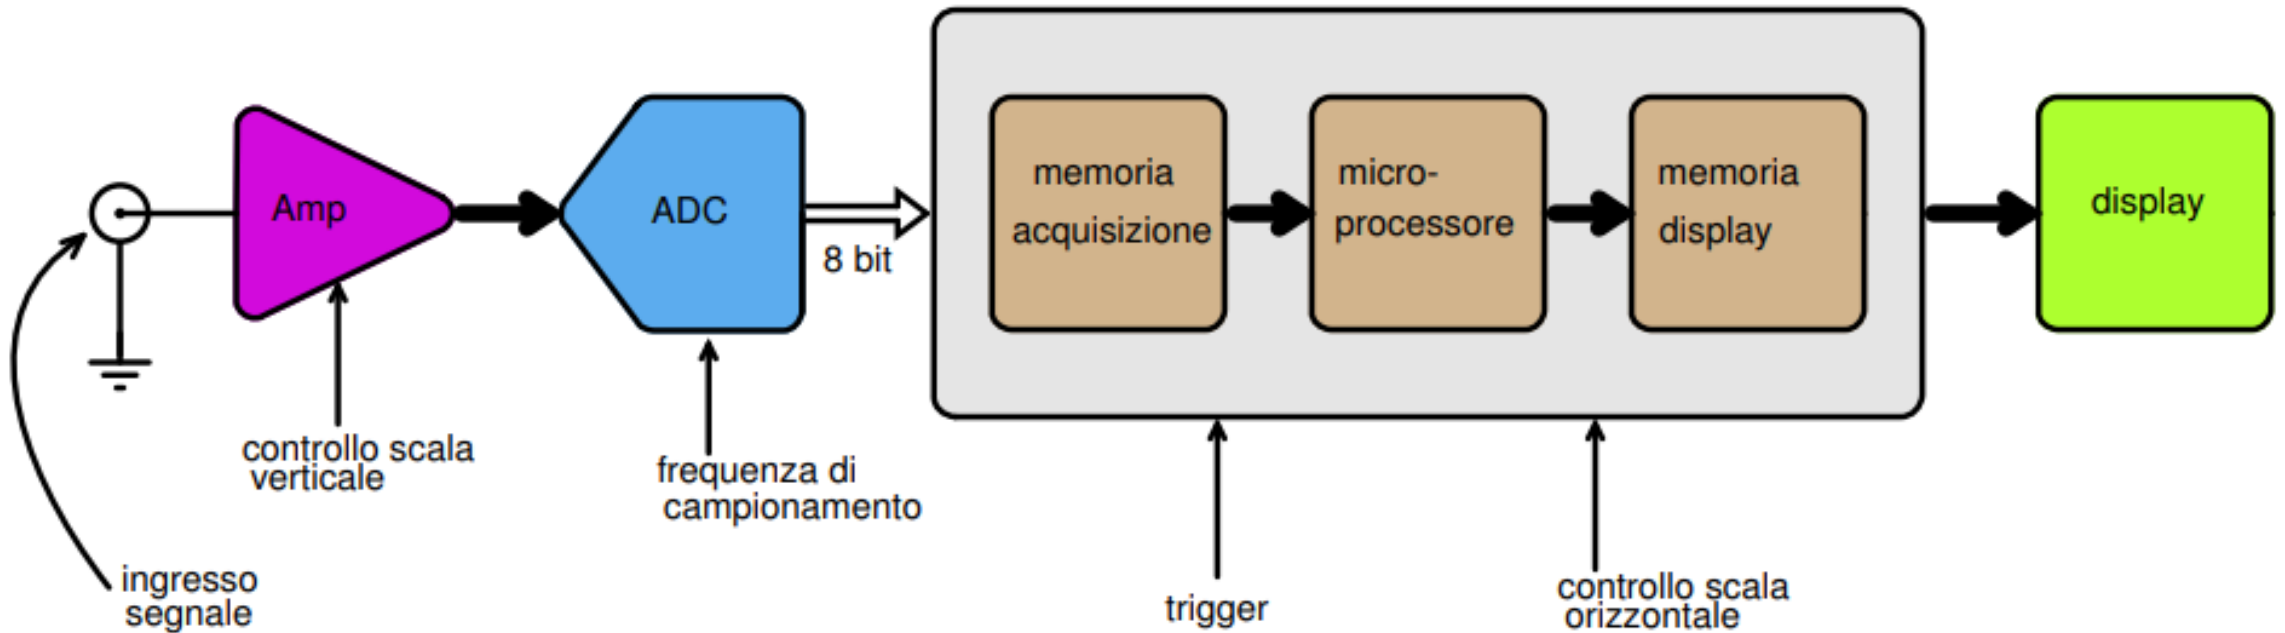 Amp
ADC
8 bit
memoria
acquisizione
micro-
processore
memoria
display
display
controllo scala
verticale
frequenza di
campionamento
ingresso
segnale
trigger
controllo scala
orizzontale